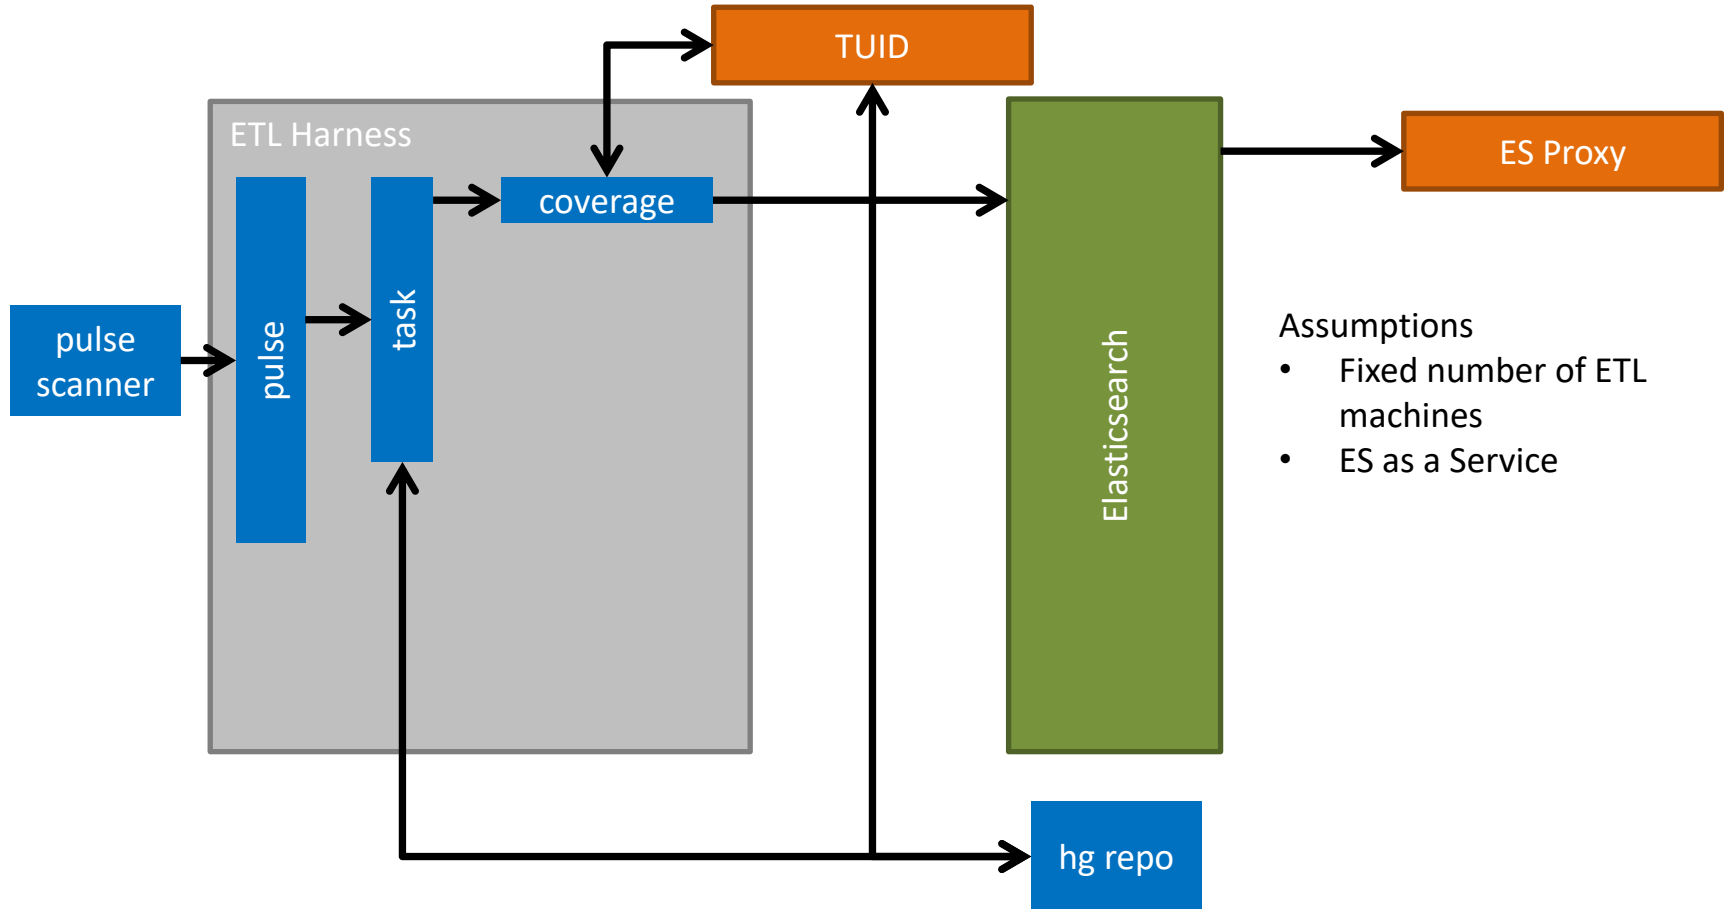 TUID
ETL Harness
ES Proxy
coverage
pulse
scanner
pulse
task
Elasticsearch
Assumptions
• Fixed number of ETL
machines
• ES as a Service
hg repo